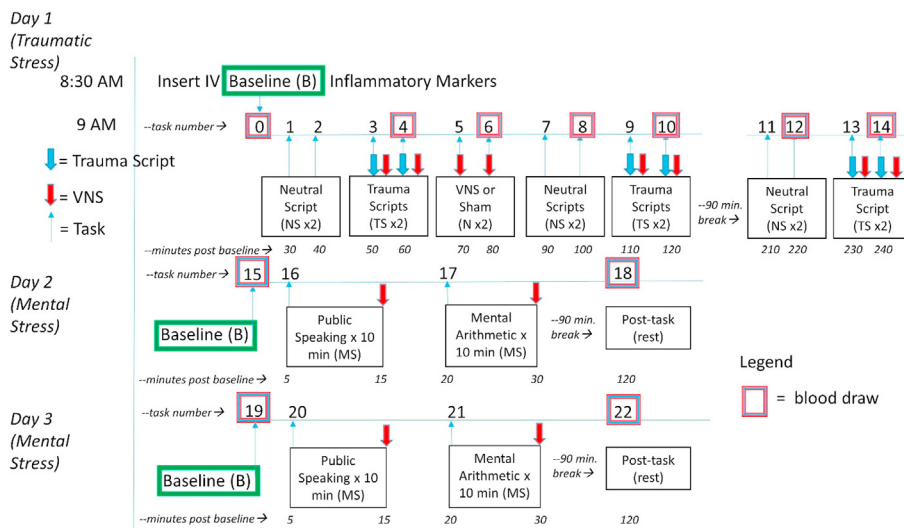 Day 1
(Traumatic
Stress)
8:30 AM Insert IV Baseline (B) Inflammatory Markers
9 AM --task number→ 0 1 2 3 4 5 6 7 8 9 10 11 12 13 14
= Trauma Script
= VNS
= Task
Neutral
Script
(NS x2)
Trauma
Scripts
(TS x2)
VNS or
Sham
(N x2)
Neutral
Scripts
(NS x2)
Trauma
Scripts
(TS x2)
--90 min.
break→
Neutral
Script
(NS x2)
Trauma
Script
(TS x2)
--minutes post baseline→ 30 40 50 60 70 80 90 100 110 120 210 220 230 240
Day 2
(Mental
Stress)
--task number→ 15 16 17 18
Baseline (B)
Public
Speaking x 10
min (MS)
Mental
Arithmetic x
10 min (MS)
--90 min.
break→
Post-task
(rest)
--minutes post baseline→ 5 15 20 30 120
Legend
= blood draw
Day 3
(Mental
Stress)
--task number→ 19 20 21 22
Baseline (B)
Public
Speaking x 10
min (MS)
Mental
Arithmetic x
10 min (MS)
--90 min.
break→
Post-task
(rest)
--minutes post baseline→ 5 15 20 30 120